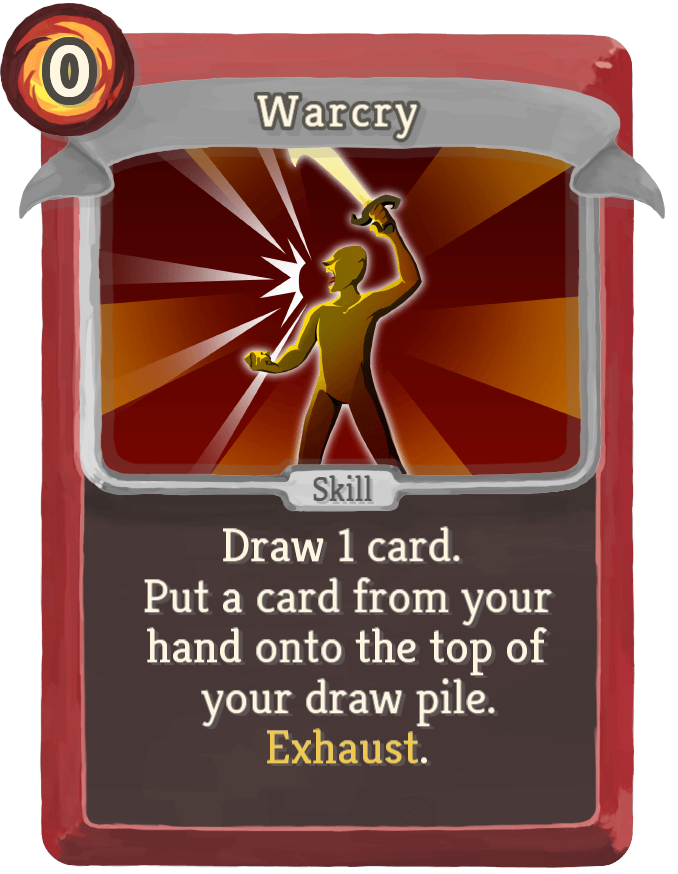 0
Warcry
Skill
Draw 1 card.
Put a card from your
hand onto the top of
your draw pile.
Exhaust.